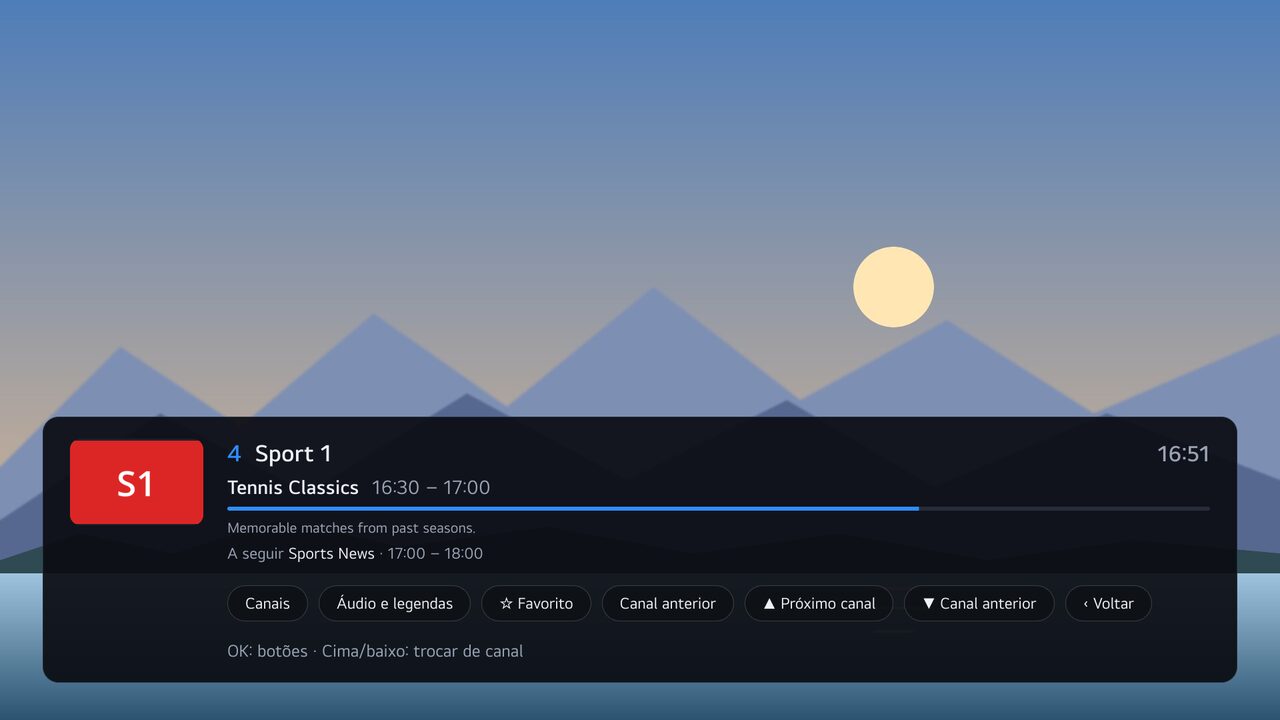 S1
4 Sport 1
16:51
Tennis Classics 16:30 – 17:00
Memorable matches from past seasons.
A seguir Sports News · 17:00 – 18:00
Canais Áudio e legendas ☆ Favorito Canal anterior ▲ Próximo canal ▼ Canal anterior ‹ Voltar
OK: botões · Cima/baixo: trocar de canal